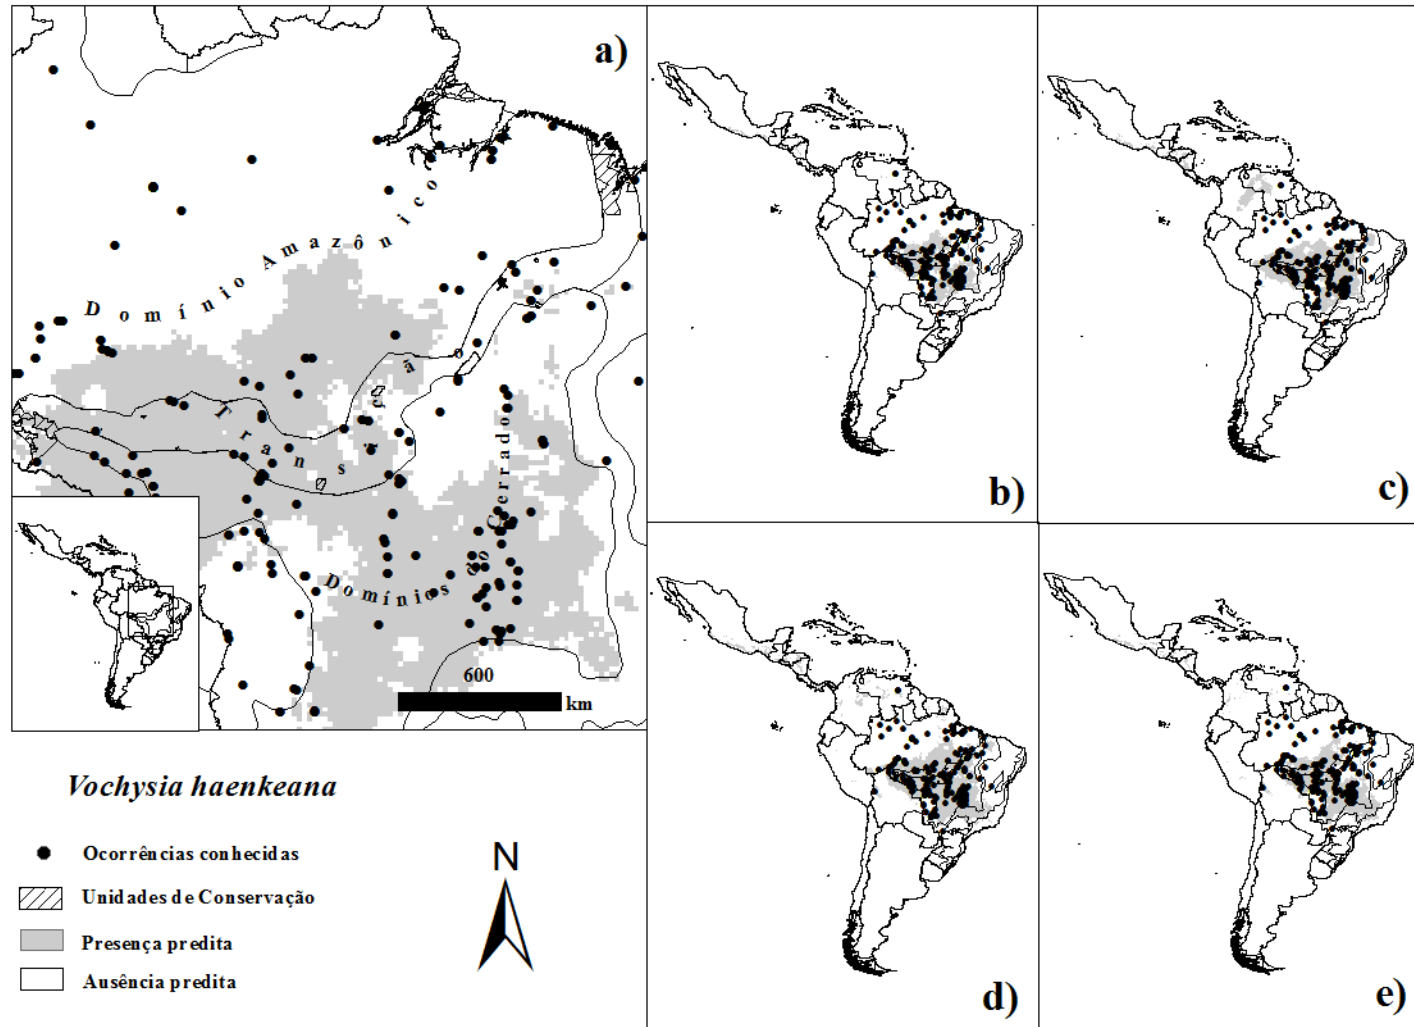 a)
b)
c)
Domínio Amazônico
Transição
Domínios do Cerrado
600
km
d)
e)
Vochysia haenkeana
Ocorrências conhecidas
Unidades de Conservação
Presença predita
Ausência predita
N